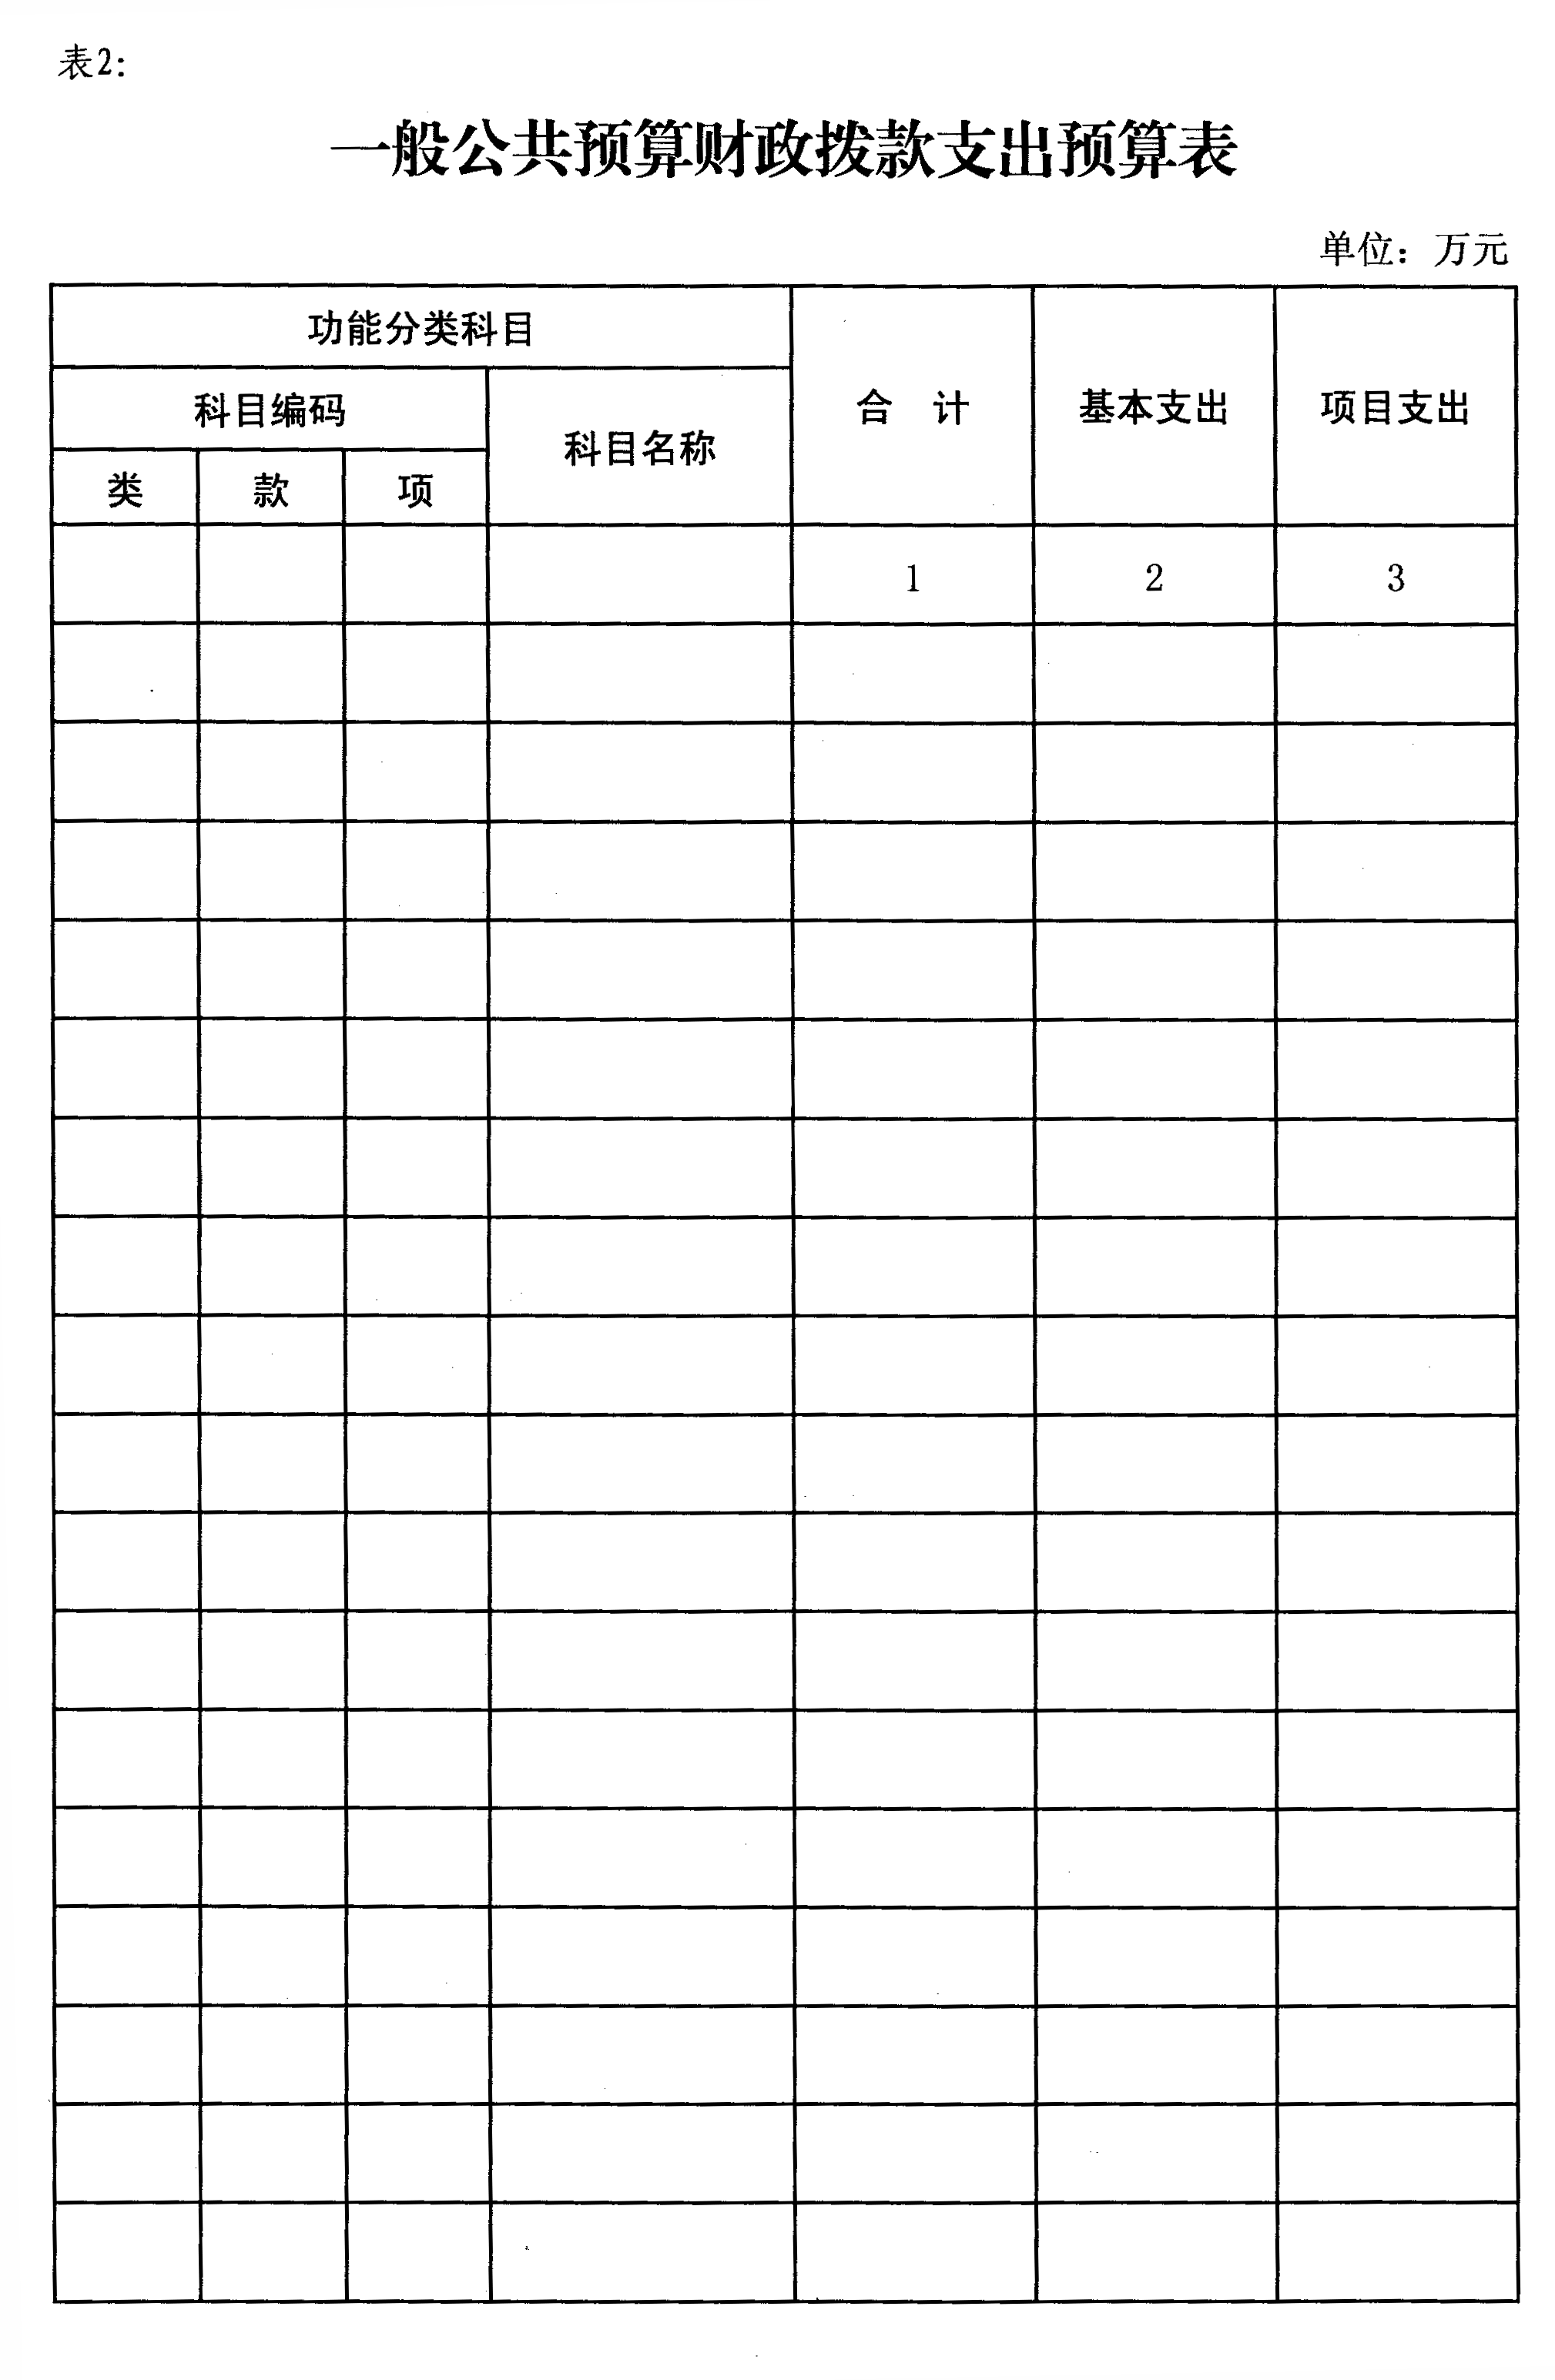 表2：
一般公共预算财政拨款支出预算表
单位：万元
功能分类科目
合 计
基本支出
项目支出
科目编码
科目名称
类
款
项
1
2
3